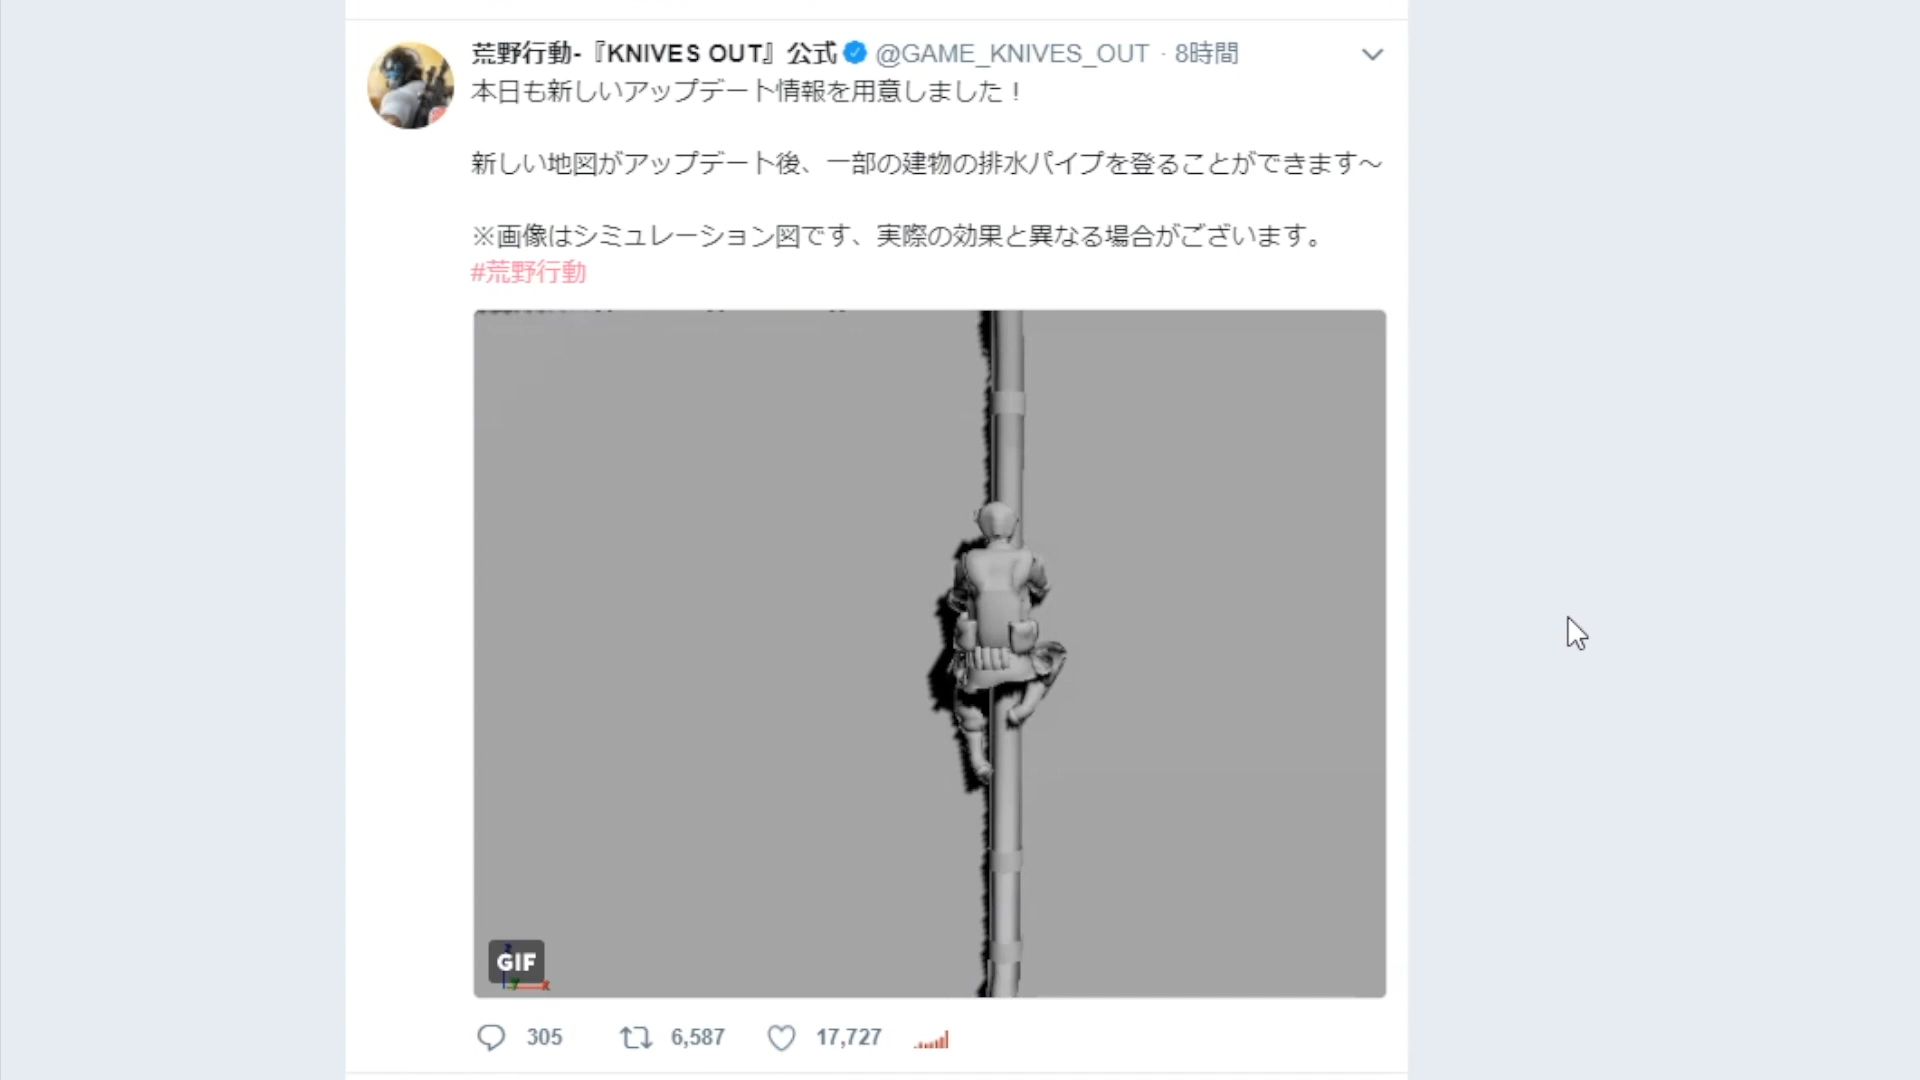 荒野行動-『KNIVES OUT』公式 @GAME_KNIVES_OUT · 8時間
本日も新しいアップデート情報を用意しました！
新しい地図がアップデート後、一部の建物の排水パイプを登ることができます～
※画像はシミュレーション図です、実際の効果と異なる場合がございます。
#荒野行動
GIF
305 6,587 17,727